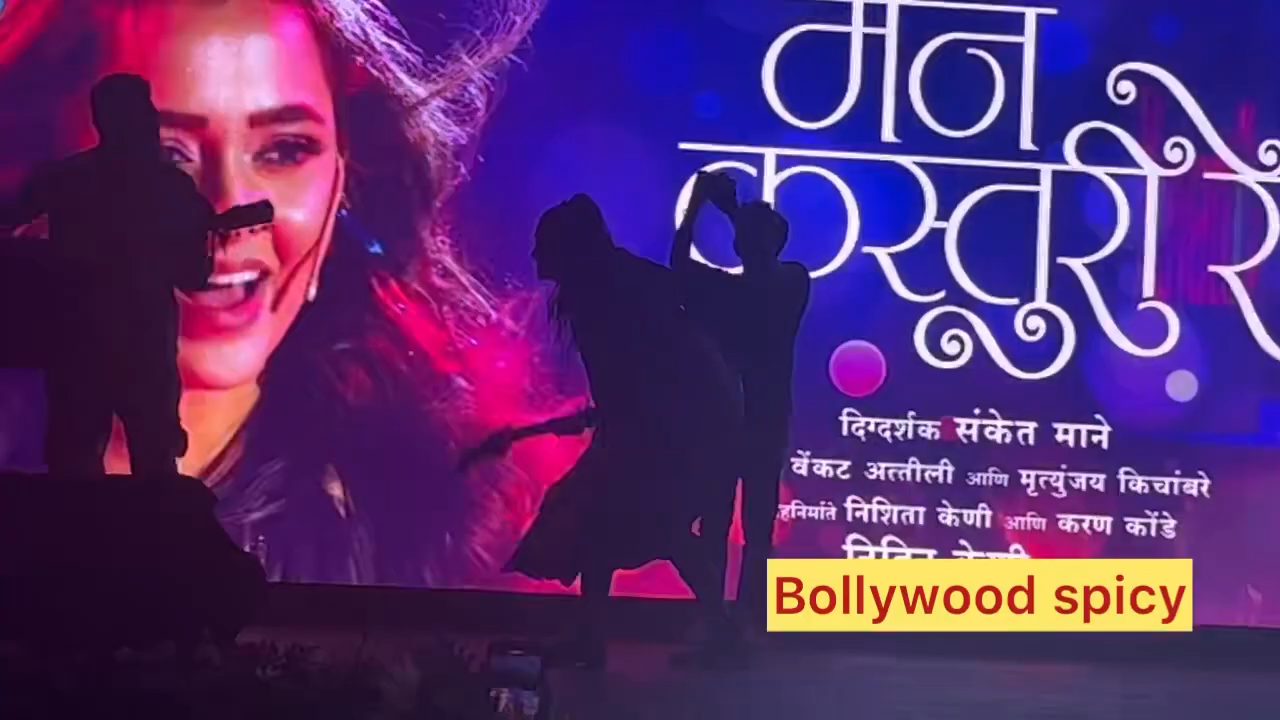 मन
कस्तुरी रे
दिग्दर्शक संकेत माने
वेंकट अत्तीली आणि मृत्युंजय किचांबरे
निशिता केणी आणि करण कोंडे
Bollywood spicy